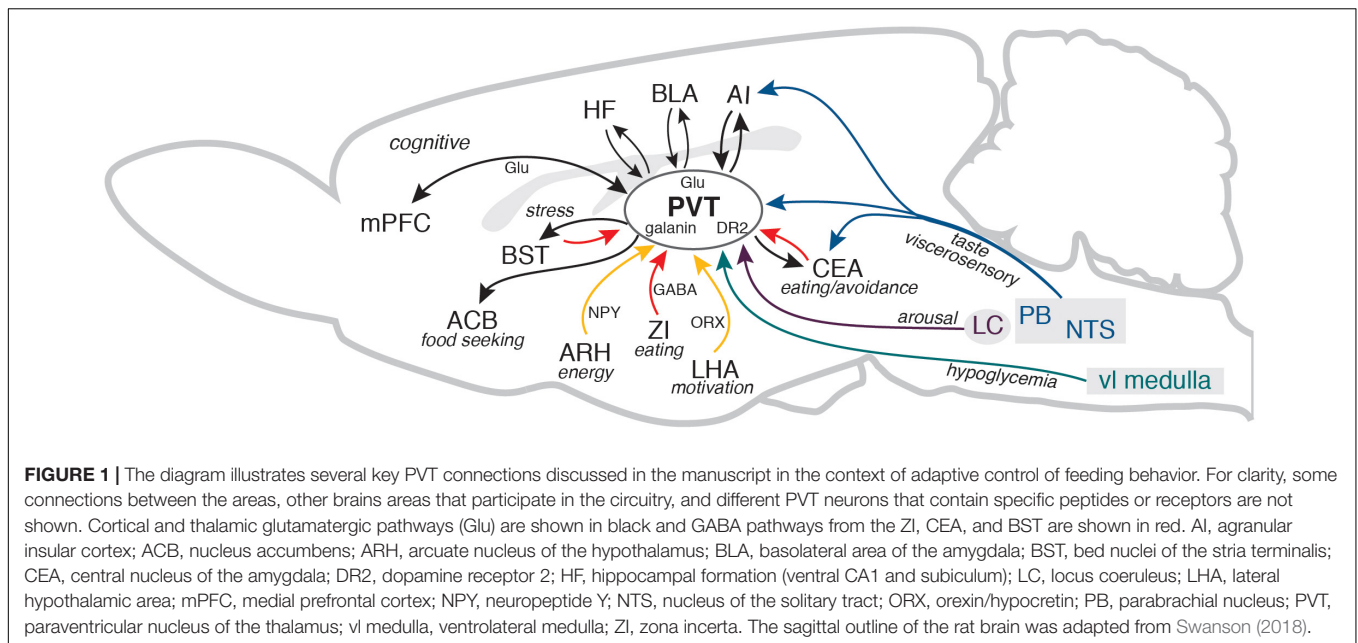 BLA
AI
HF
cognitive
Glu
Glu
mPFC
PVT
stress
galanin
DR2
BST
taste
viscerosensory
CEA
eating/avoidance
GABA
NPY
ORX
arousal
LC
PB
NTS
ACB
food seeking
ZI
eating
ARH
energy
LHA
motivation
hypoglycemia
vl medulla
FIGURE 1 | The diagram illustrates several key PVT connections discussed in the manuscript in the context of adaptive control of feeding behavior. For clarity, some
connections between the areas, other brains areas that participate in the circuitry, and different PVT neurons that contain specific peptides or receptors are not
shown. Cortical and thalamic glutamatergic pathways (Glu) are shown in black and GABA pathways from the ZI, CEA, and BST are shown in red. AI, agranular
insular cortex; ACB, nucleus accumbens; ARH, arcuate nucleus of the hypothalamus; BLA, basolateral area of the amygdala; BST, bed nuclei of the stria terminalis;
CEA, central nucleus of the amygdala; DR2, dopamine receptor 2; HF, hippocampal formation (ventral CA1 and subiculum); LC, locus coeruleus; LHA, lateral
hypothalamic area; mPFC, medial prefrontal cortex; NPY, neuropeptide Y; NTS, nucleus of the solitary tract; ORX, orexin/hypocretin; PB, parabrachial nucleus; PVT,
paraventricular nucleus of the thalamus; vl medulla, ventrolateral medulla; ZI, zona incerta. The sagittal outline of the rat brain was adapted from Swanson (2018).